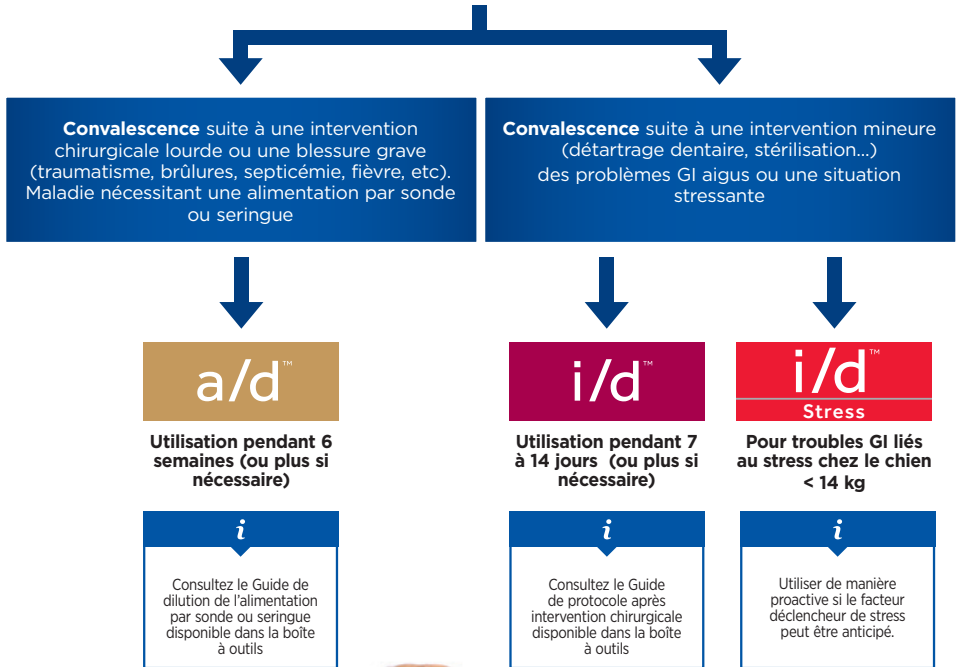 Convalescence suite à une intervention
chirurgicale lourde ou une blessure grave
(traumatisme, brûlures, septicémie, fièvre, etc).
Maladie nécessitant une alimentation par sonde
ou seringue
Convalescence suite à une intervention mineure
(détartrage dentaire, stérilisation...)
des problèmes GI aigus ou une situation
stressante
a/d™
Utilisation pendant 6
semaines (ou plus si
nécessaire)
i
Consultez le Guide de
dilution de l'alimentation
par sonde ou seringue
disponible dans la boîte
à outils
i/d™
Utilisation pendant 7
à 14 jours (ou plus si
nécessaire)
i
Consultez le Guide
de protocole après
intervention chirurgicale
disponible dans la boîte
à outils
i/d™
Stress
Pour troubles GI liés
au stress chez le chien
< 14 kg
i
Utiliser de manière
proactive si le facteur
déclencheur de stress
peut être anticipé.